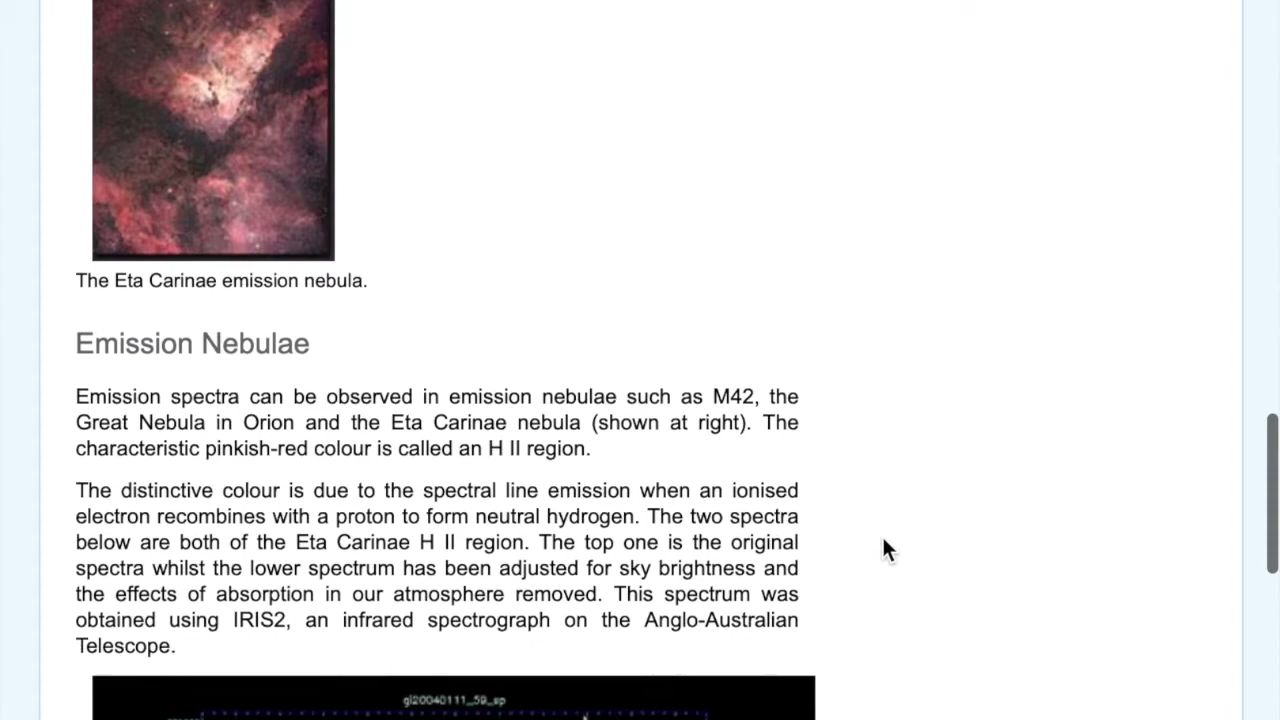 The Eta Carinae emission nebula.
Emission Nebulae
Emission spectra can be observed in emission nebulae such as M42, the
Great Nebula in Orion and the Eta Carinae nebula (shown at right). The
characteristic pinkish-red colour is called an H II region.
The distinctive colour is due to the spectral line emission when an ionised
electron recombines with a proton to form neutral hydrogen. The two spectra
below are both of the Eta Carinae H II region. The top one is the original
spectra whilst the lower spectrum has been adjusted for sky brightness and
the effects of absorption in our atmosphere removed. This spectrum was
obtained using IRIS2, an infrared spectrograph on the Anglo-Australian
Telescope.
gl20040111_59_sp